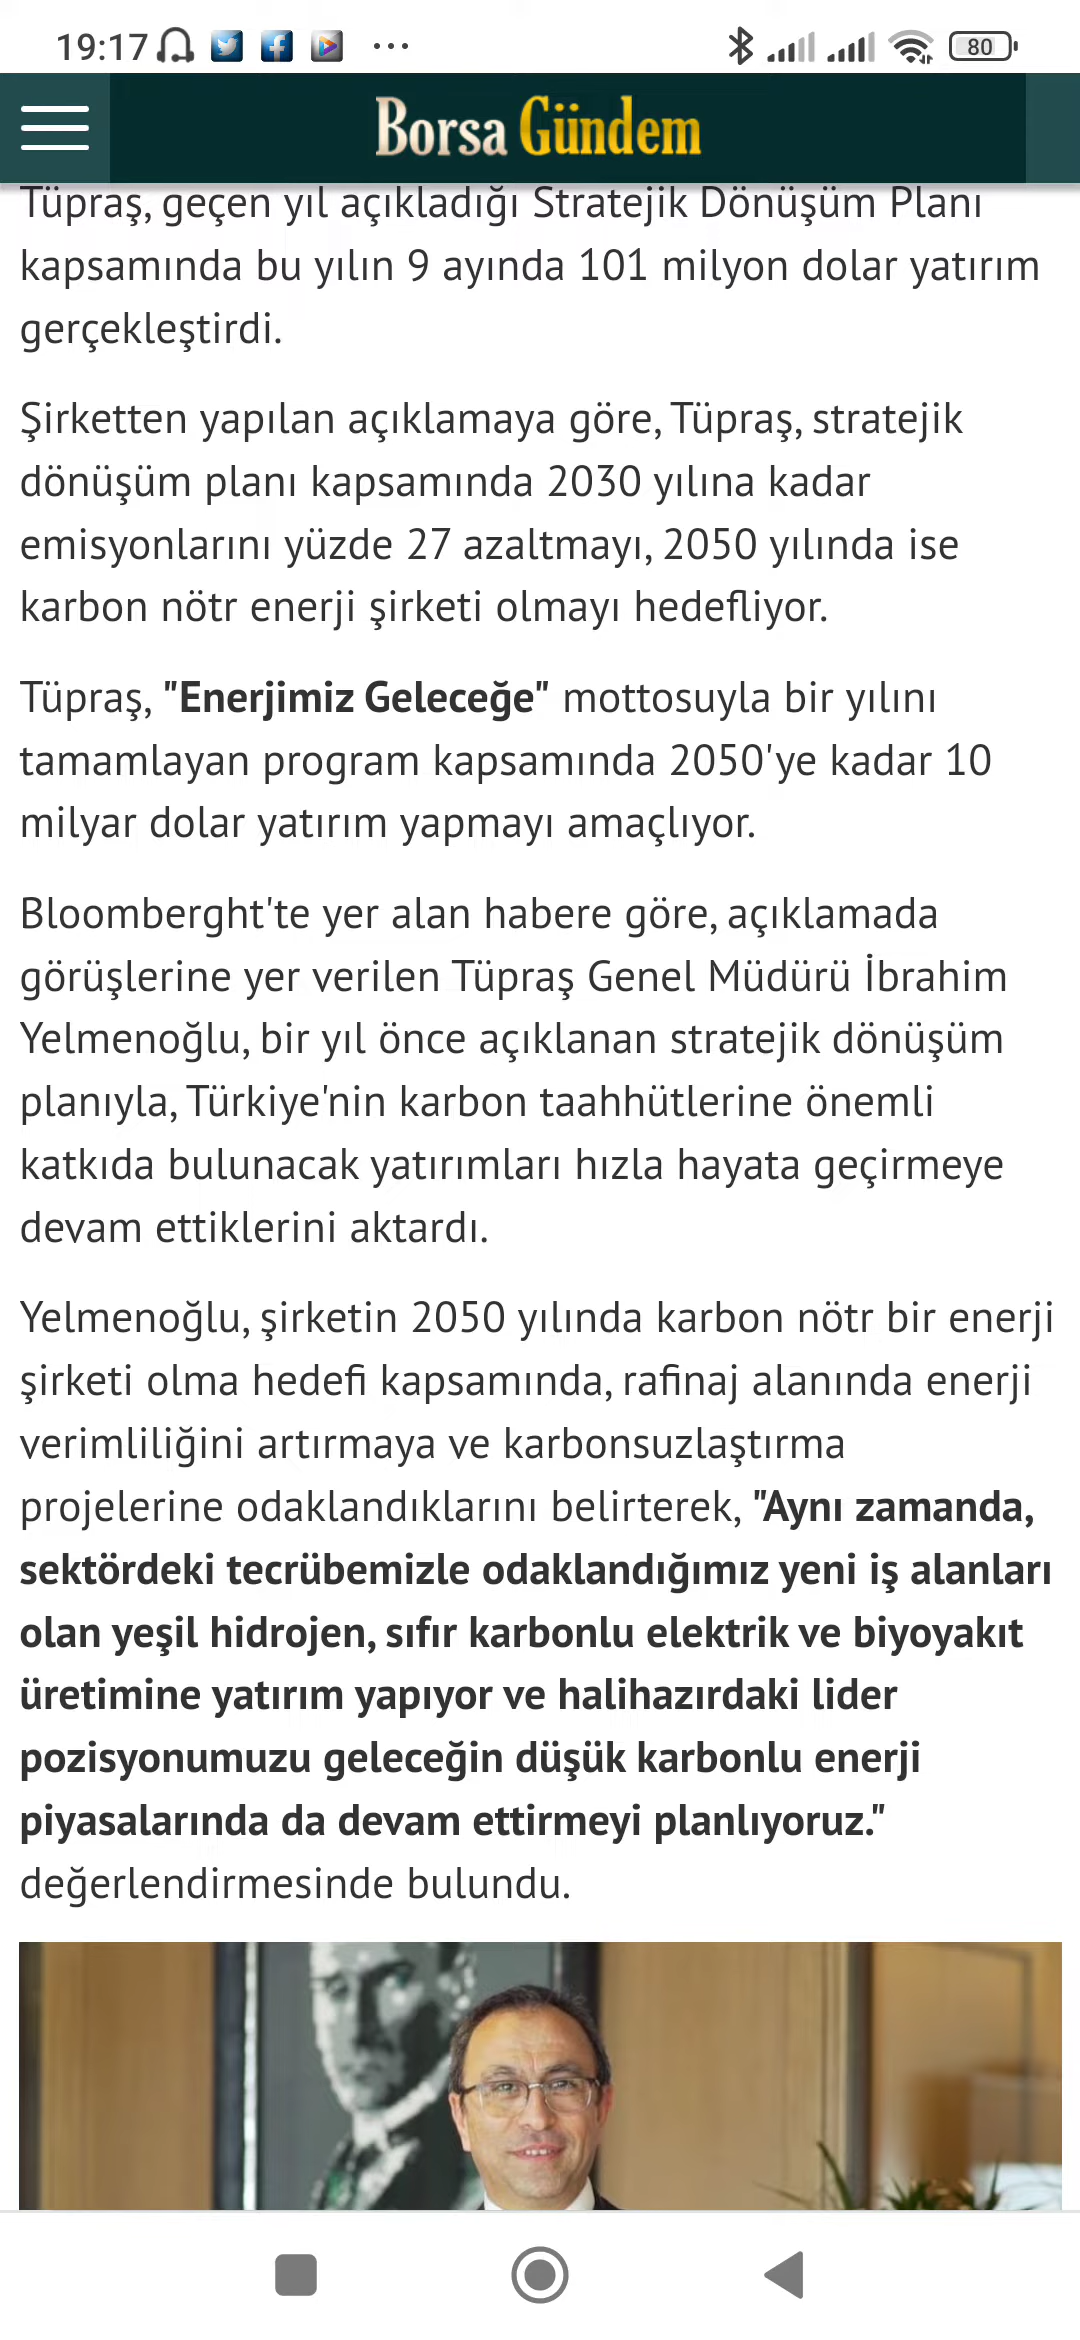 19:17
80
Borsa Gündem
Tüpraş, geçen yıl açıkladığı Stratejik Dönüşüm Planı
kapsamında bu yılın 9 ayında 101 milyon dolar yatırım
gerçekleştirdi.
Şirketten yapılan açıklamaya göre, Tüpraş, stratejik
dönüşüm planı kapsamında 2030 yılına kadar
emisyonlarını yüzde 27 azaltmayı, 2050 yılında ise
karbon nötr enerji şirketi olmayı hedefliyor.
Tüpraş, "Enerjimiz Geleceğe" mottosuyla bir yılını
tamamlayan program kapsamında 2050'ye kadar 10
milyar dolar yatırım yapmayı amaçlıyor.
Bloomberght'te yer alan habere göre, açıklamada
görüşlerine yer verilen Tüpraş Genel Müdürü İbrahim
Yelmenoğlu, bir yıl önce açıklanan stratejik dönüşüm
planıyla, Türkiye'nin karbon taahhütlerine önemli
katkıda bulunacak yatırımları hızla hayata geçirmeye
devam ettiklerini aktardı.
Yelmenoğlu, şirketin 2050 yılında karbon nötr bir enerji
şirketi olma hedefi kapsamında, rafinaj alanında enerji
verimliliğini artırmaya ve karbonsuzlaştırma
projelerine odaklandıklarını belirterek, "Aynı zamanda,
sektördeki tecrübemizle odaklandığımız yeni iş alanları
olan yeşil hidrojen, sıfır karbonlu elektrik ve biyoyakıt
üretimine yatırım yapıyor ve halihazırdaki lider
pozisyonumuzu geleceğin düşük karbonlu enerji
piyasalarında da devam ettirmeyi planlıyoruz."
değerlendirmesinde bulundu.